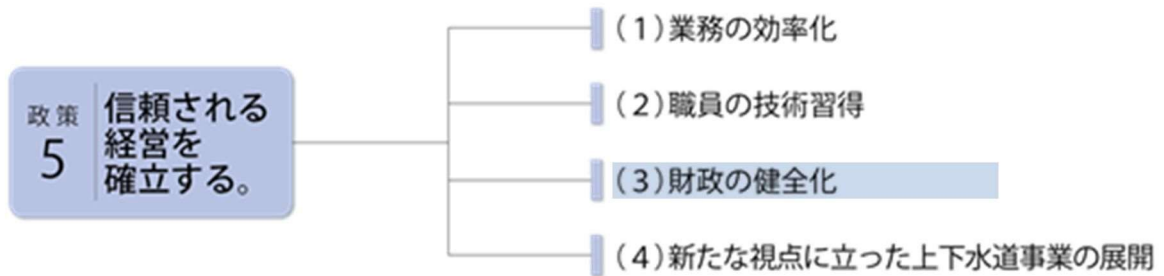 政策
5
信頼される
経営を
確立する。
(1)業務の効率化
(2)職員の技術習得
(3)財政の健全化
(4)新たな視点に立った上下水道事業の展開